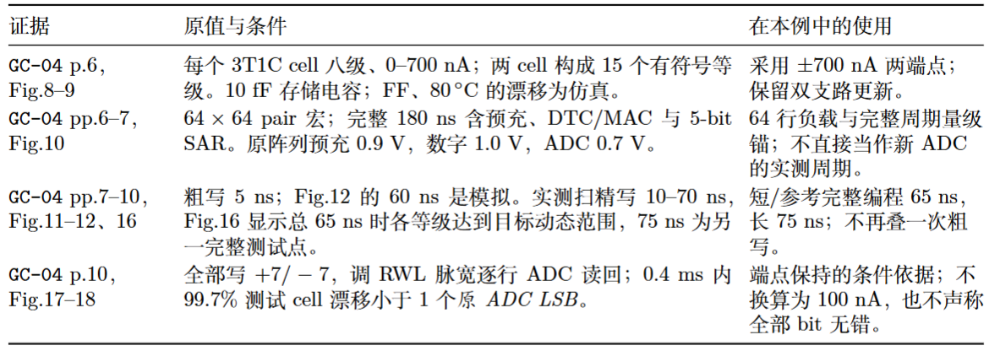 证据 原值与条件 在本例中的使用
GC-04 p.6, 每个 3T1C cell 八级、0–700 nA；两 cell 构成 15 个有符号等 采用 ±700 nA 两端点；
Fig.8–9 级。10 fF 存储电容；FF、80 °C 的漂移为仿真。 保留双支路更新。
GC-04 pp.6–7, 64 × 64 pair 宏；完整 180 ns 含预充、DTC/MAC 与 5-bit 64 行负载与完整周期量级
Fig.10 SAR。原阵列预充 0.9 V，数字 1.0 V，ADC 0.7 V。 锚；不直接当作新 ADC
的实测周期。
GC-04 pp.7–10, 粗写 5 ns；Fig.12 的 60 ns 是模拟。实测扫精写 10–70 ns， 短/参考完整编程 65 ns，
Fig.11–12、16 Fig.16 显示总 65 ns 时各等级达到目标动态范围，75 ns 为另 长 75 ns；不再叠一次粗
一完整测试点。 写。
GC-04 p.10, 全部写 +7/ − 7，调 RWL 脉宽逐行 ADC 读回；0.4 ms 内 端点保持的条件依据；不
Fig.17–18 99.7% 测试 cell 漂移小于 1 个原 ADC LSB。 换算为 100 nA，也不声称
全部 bit 无错。